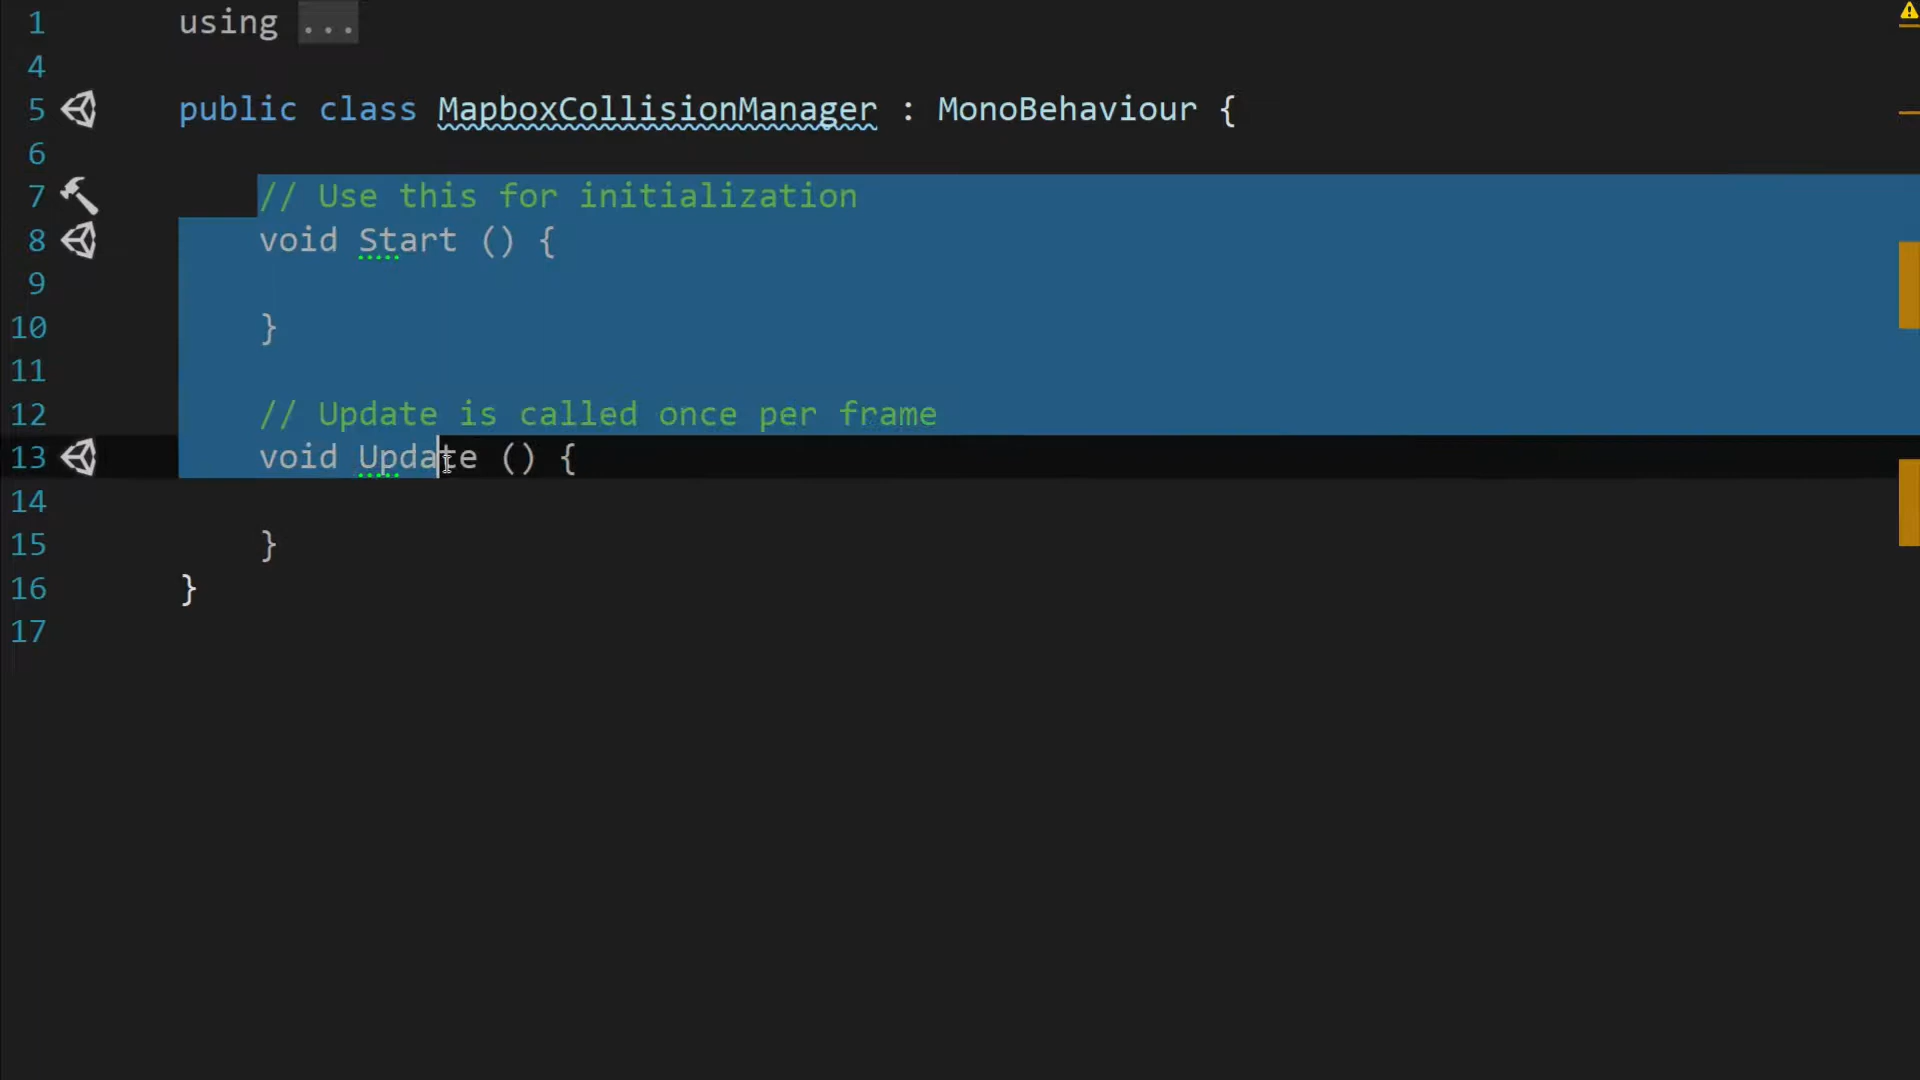 1 using ...
4
5 public class MapboxCollisionManager : MonoBehaviour {
6
7 // Use this for initialization
8 void Start () {
9
10 }
11
12 // Update is called once per frame
13 void Update () {
14
15 }
16 }
17